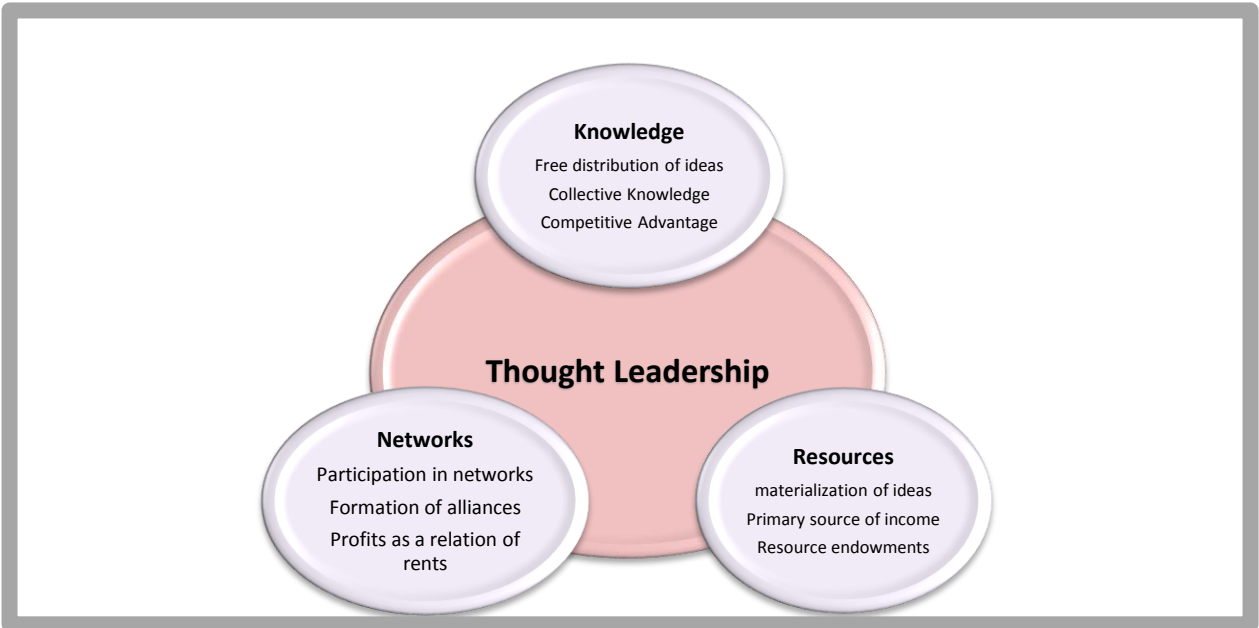 Knowledge
Free distribution of ideas
Collective Knowledge
Competitive Advantage
Thought Leadership
Networks
Participation in networks
Formation of alliances
Profits as a relation of
rents
Resources
materialization of ideas
Primary source of income
Resource endowments